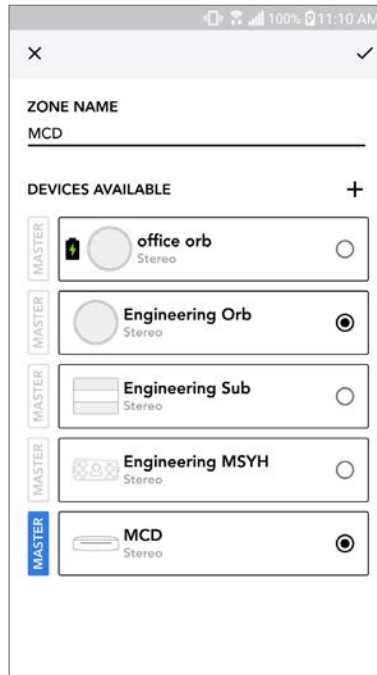 100% 11:10 AM
ZONE NAME
MCD
DEVICES AVAILABLE
MASTER
office orb
Stereo
MASTER
Engineering Orb
Stereo
MASTER
Engineering Sub
Stereo
MASTER
Engineering MSYH
Stereo
MASTER
MCD
Stereo